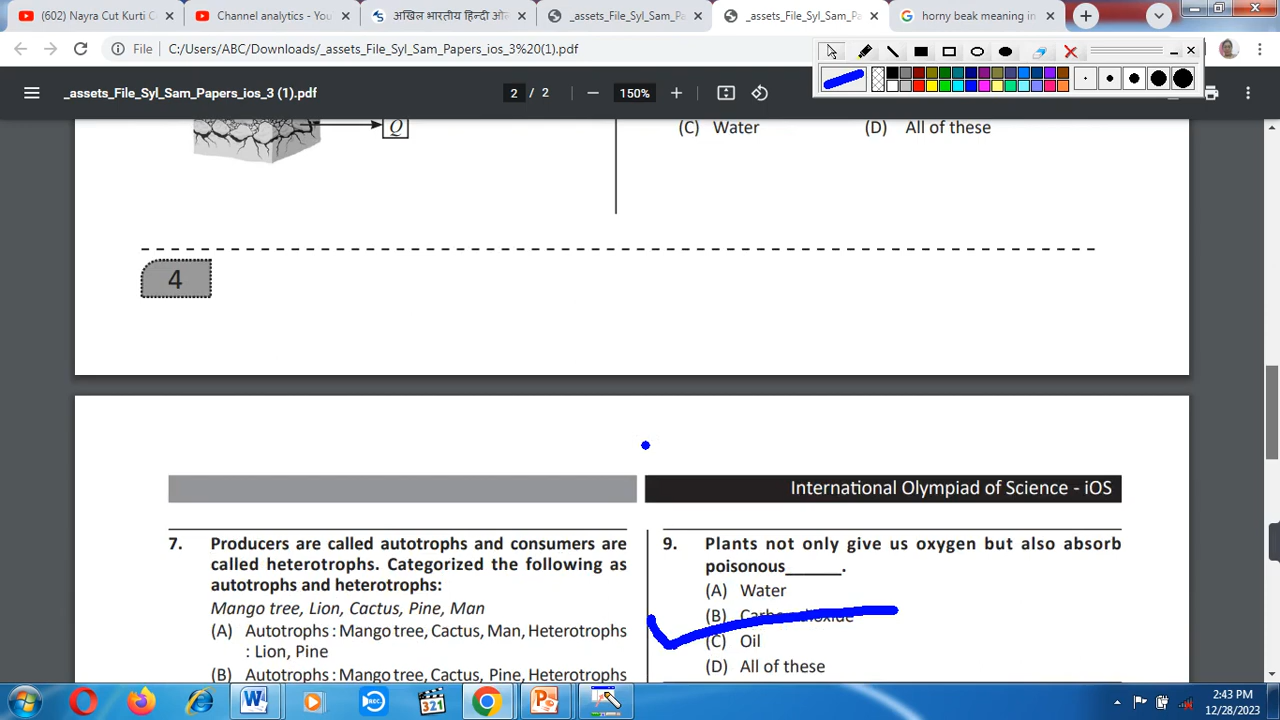 (602) Nayra Cut Kurti C
Channel analytics - You
अखिल भारतीय हिन्दी ओ
_assets_File_Syl_Sam_P
_assets_File_Syl_Sam_Pa
horny beak meaning in
File
C:/Users/ABC/Downloads/_assets_File_Syl_Sam_Papers_ios_3%20(1).pdf
_assets_File_Syl_Sam_Papers_ios_3 (1).pdf
2 / 2
150%
Q
(C) Water
(D) All of these
4
International Olympiad of Science - iOS
7. Producers are called autotrophs and consumers are
called heterotrophs. Categorized the following as
autotrophs and heterotrophs.
Mango tree, Lion, Cactus, Pine, Man
(A) Autotrophs : Mango tree, Cactus, Man, Heterotrophs
: Lion, Pine
(B) Autotrophs : Mango tree, Cactus, Pine, Heterotrophs
9. Plants not only give us oxygen but also absorb
poisonous______.
(A) Water
(B) Carbon dioxide
(C) Oil
(D) All of these
321
2:43 PM
12/28/2023